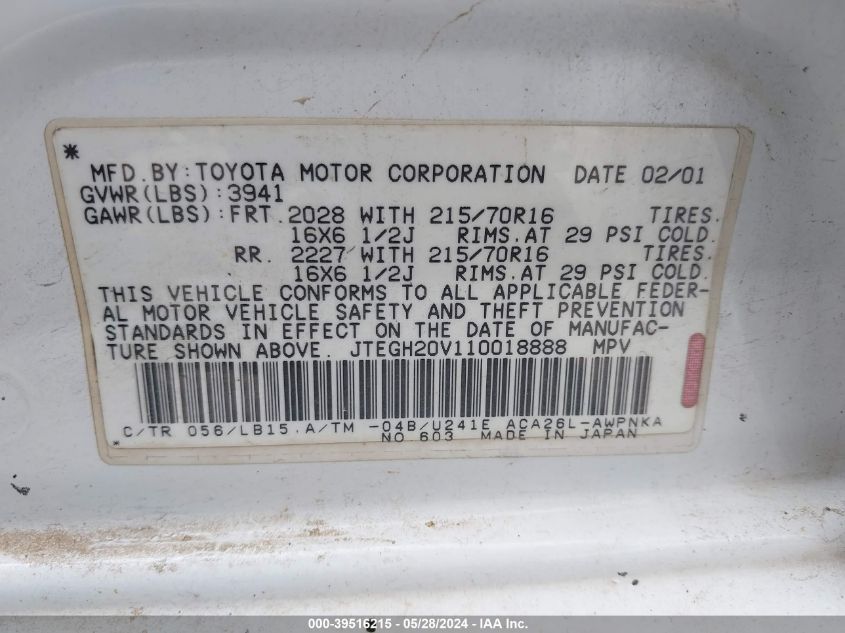 *
MFD.BY:TOYOTA MOTOR CORPORATION DATE 02/01
GVWR(LBS):3941
GAWR(LBS):FRT. 2028 WITH 215/70R16 TIRES.
16X6 1/2J RIMS.AT 29 PSI COLD.
RR. 2227 WITH 215/70R16 TIRES.
16X6 1/2J RIMS.AT 29 PSI COLD.
THIS VEHICLE CONFORMS TO ALL APPLICABLE FEDER-
AL MOTOR VEHICLE SAFETY AND THEFT PREVENTION
STANDARDS IN EFFECT ON THE DATE OF MANUFAC-
TURE SHOWN ABOVE. JTEGH20V110018888 MPV
C/TR 056/LB15.A/TM -04B/U241E ACA26L-AWPNKA
* NO.603 MADE IN JAPAN
000-39516215 - 05/28/2024 - IAA Inc.